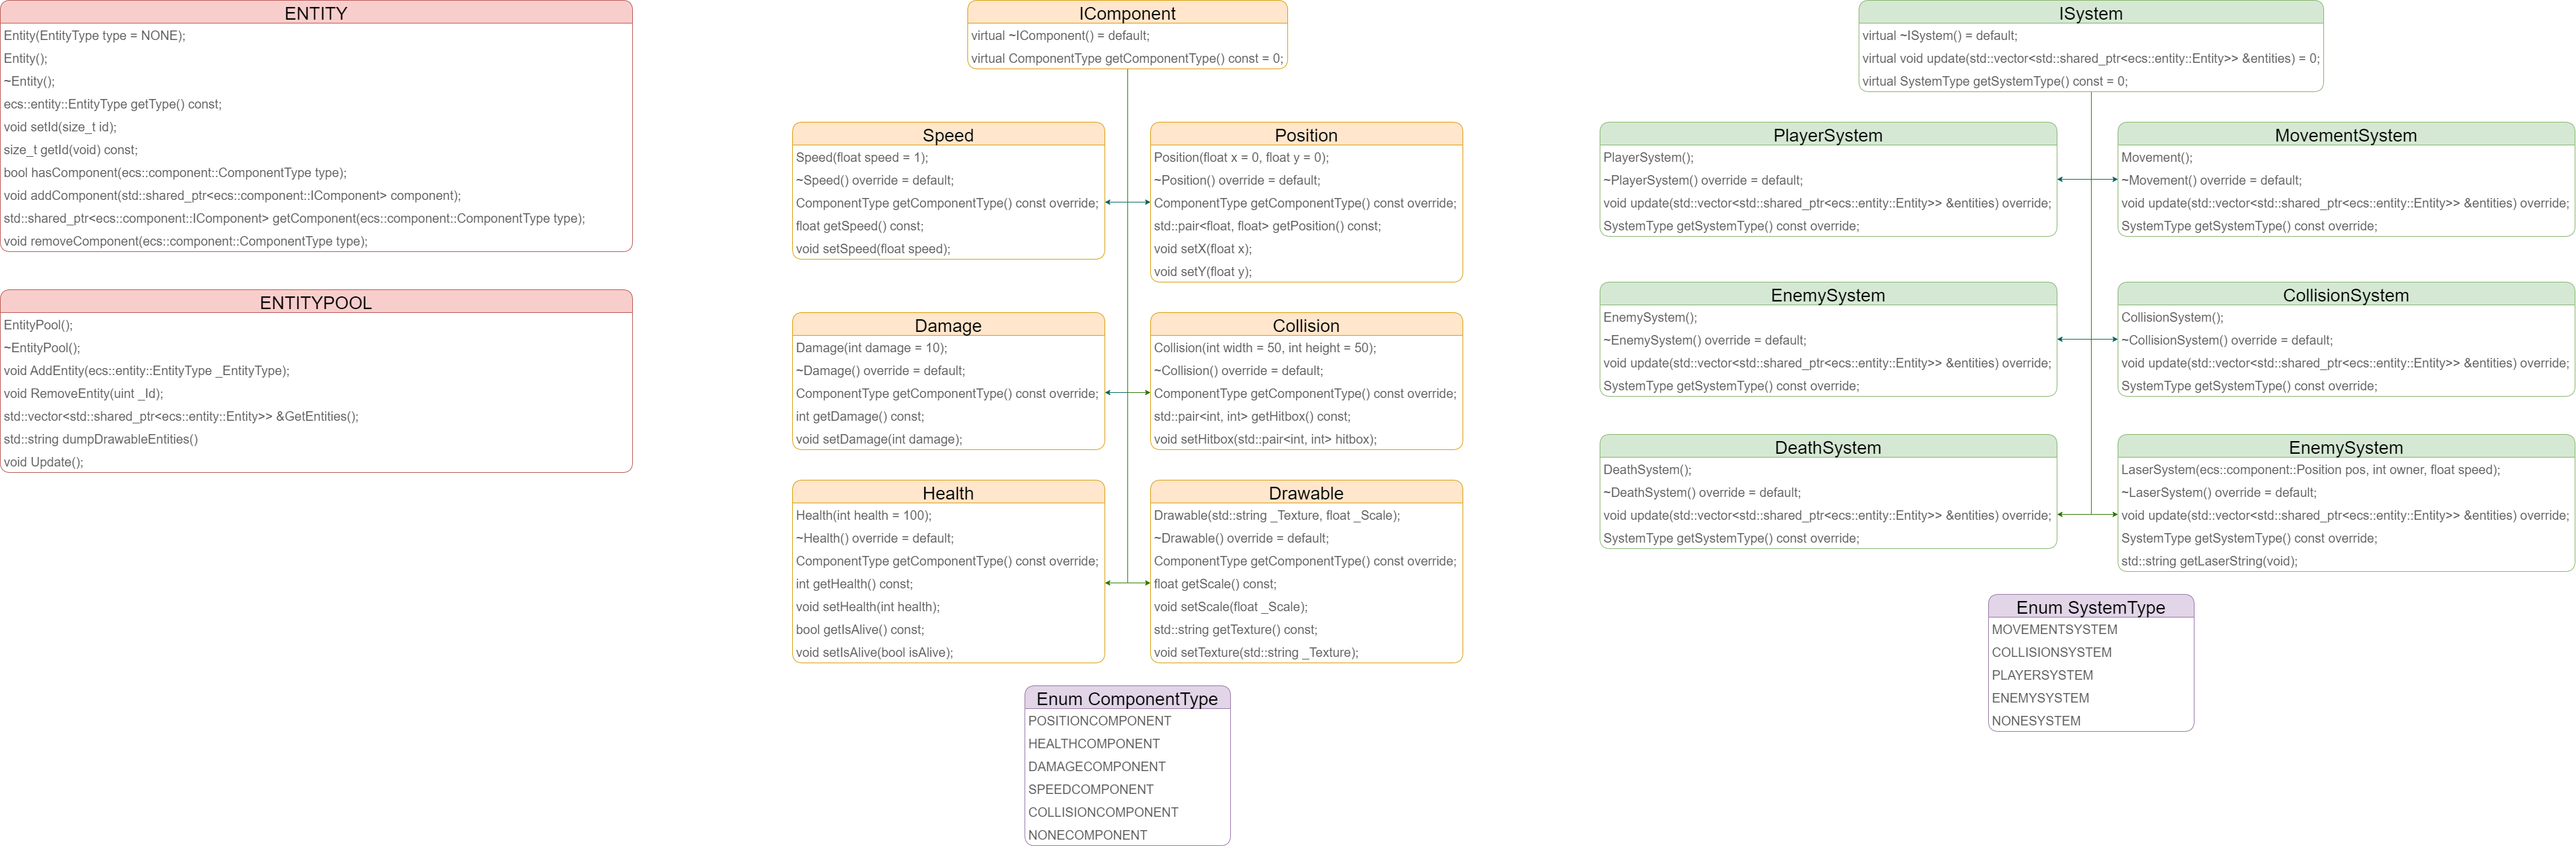 ENTITY
Entity(EntityType type = NONE);
Entity();
~Entity();
ecs::entity::EntityType getType() const;
void setId(size_t id);
size_t getId(void) const;
bool hasComponent(ecs::component::ComponentType type);
void addComponent(std::shared_ptr<ecs::component::IComponent> component);
std::shared_ptr<ecs::component::IComponent> getComponent(ecs::component::ComponentType type);
void removeComponent(ecs::component::ComponentType type);
ENTITYPOOL
EntityPool();
~EntityPool();
void AddEntity(ecs::entity::EntityType _EntityType);
void RemoveEntity(uint _Id);
std::vector<std::shared_ptr<ecs::entity::Entity>> &GetEntities();
std::string dumpDrawableEntities()
void Update();
IComponent
virtual ~IComponent() = default;
virtual ComponentType getComponentType() const = 0;
Speed
Speed(float speed = 1);
~Speed() override = default;
ComponentType getComponentType() const override;
float getSpeed() const;
void setSpeed(float speed);
Position
Position(float x = 0, float y = 0);
~Position() override = default;
ComponentType getComponentType() const override;
std::pair<float, float> getPosition() const;
void setX(float x);
void setY(float y);
Damage
Damage(int damage = 10);
~Damage() override = default;
ComponentType getComponentType() const override;
int getDamage() const;
void setDamage(int damage);
Collision
Collision(int width = 50, int height = 50);
~Collision() override = default;
ComponentType getComponentType() const override;
std::pair<int, int> getHitbox() const;
void setHitbox(std::pair<int, int> hitbox);
Health
Health(int health = 100);
~Health() override = default;
ComponentType getComponentType() const override;
int getHealth() const;
void setHealth(int health);
bool getIsAlive() const;
void setIsAlive(bool isAlive);
Drawable
Drawable(std::string _Texture, float _Scale);
~Drawable() override = default;
ComponentType getComponentType() const override;
float getScale() const;
void setScale(float _Scale);
std::string getTexture() const;
void setTexture(std::string _Texture);
Enum ComponentType
POSITIONCOMPONENT
HEALTHCOMPONENT
DAMAGECOMPONENT
SPEEDCOMPONENT
COLLISIONCOMPONENT
NONECOMPONENT
ISystem
virtual ~ISystem() = default;
virtual void update(std::vector<std::shared_ptr<ecs::entity::Entity>> &entities) = 0;
virtual SystemType getSystemType() const = 0;
PlayerSystem
PlayerSystem();
~PlayerSystem() override = default;
void update(std::vector<std::shared_ptr<ecs::entity::Entity>> &entities) override;
SystemType getSystemType() const override;
MovementSystem
Movement();
~Movement() override = default;
void update(std::vector<std::shared_ptr<ecs::entity::Entity>> &entities) override;
SystemType getSystemType() const override;
EnemySystem
EnemySystem();
~EnemySystem() override = default;
void update(std::vector<std::shared_ptr<ecs::entity::Entity>> &entities) override;
SystemType getSystemType() const override;
CollisionSystem
CollisionSystem();
~CollisionSystem() override = default;
void update(std::vector<std::shared_ptr<ecs::entity::Entity>> &entities) override;
SystemType getSystemType() const override;
DeathSystem
DeathSystem();
~DeathSystem() override = default;
void update(std::vector<std::shared_ptr<ecs::entity::Entity>> &entities) override;
SystemType getSystemType() const override;
EnemySystem
LaserSystem(ecs::component::Position pos, int owner, float speed);
~LaserSystem() override = default;
void update(std::vector<std::shared_ptr<ecs::entity::Entity>> &entities) override;
SystemType getSystemType() const override;
std::string getLaserString(void);
Enum SystemType
MOVEMENTSYSTEM
COLLISIONSYSTEM
PLAYERSYSTEM
ENEMYSYSTEM
NONESYSTEM